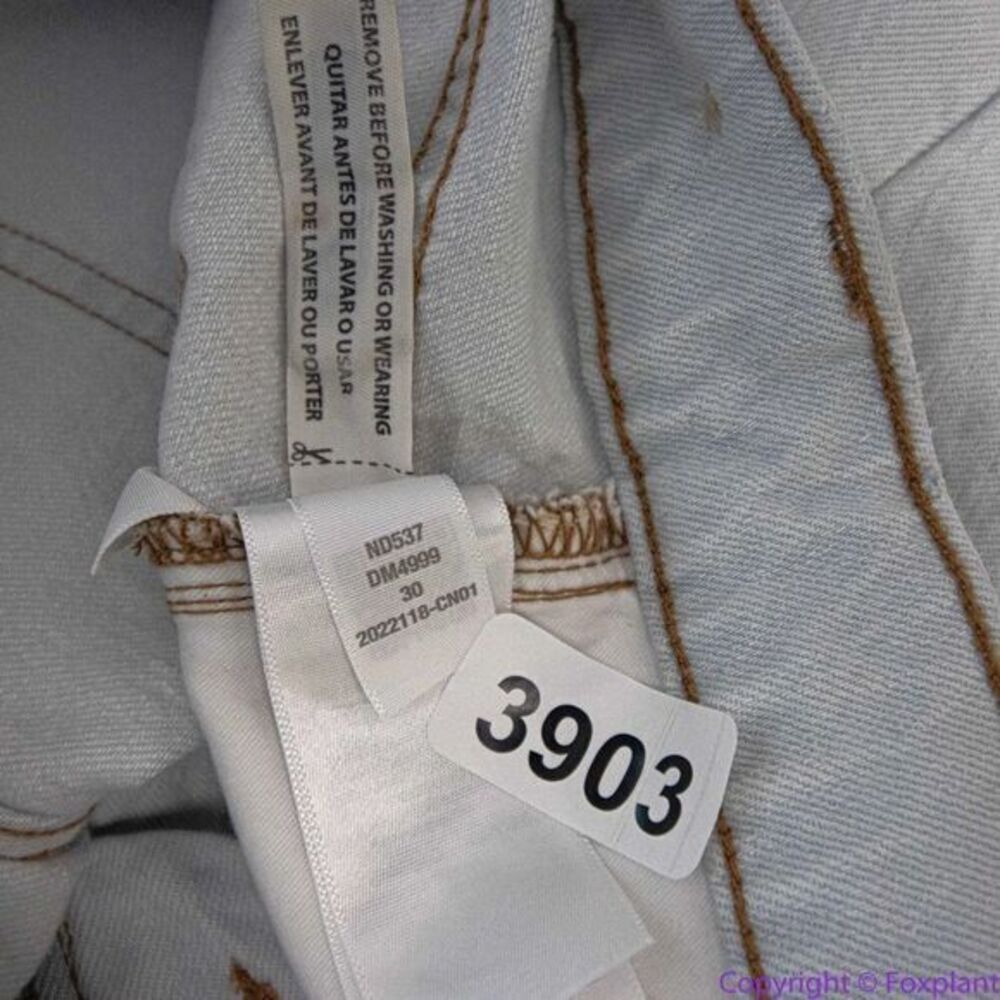 REMOVE BEFORE WASHING OR WEARING
QUITAR ANTES DE LAVAR O USAR
ENLEVER AVANT DE LAVER OU PORTER
ND537
DM4999
30
2022118-CN01
3903
Copyright © Foxplant